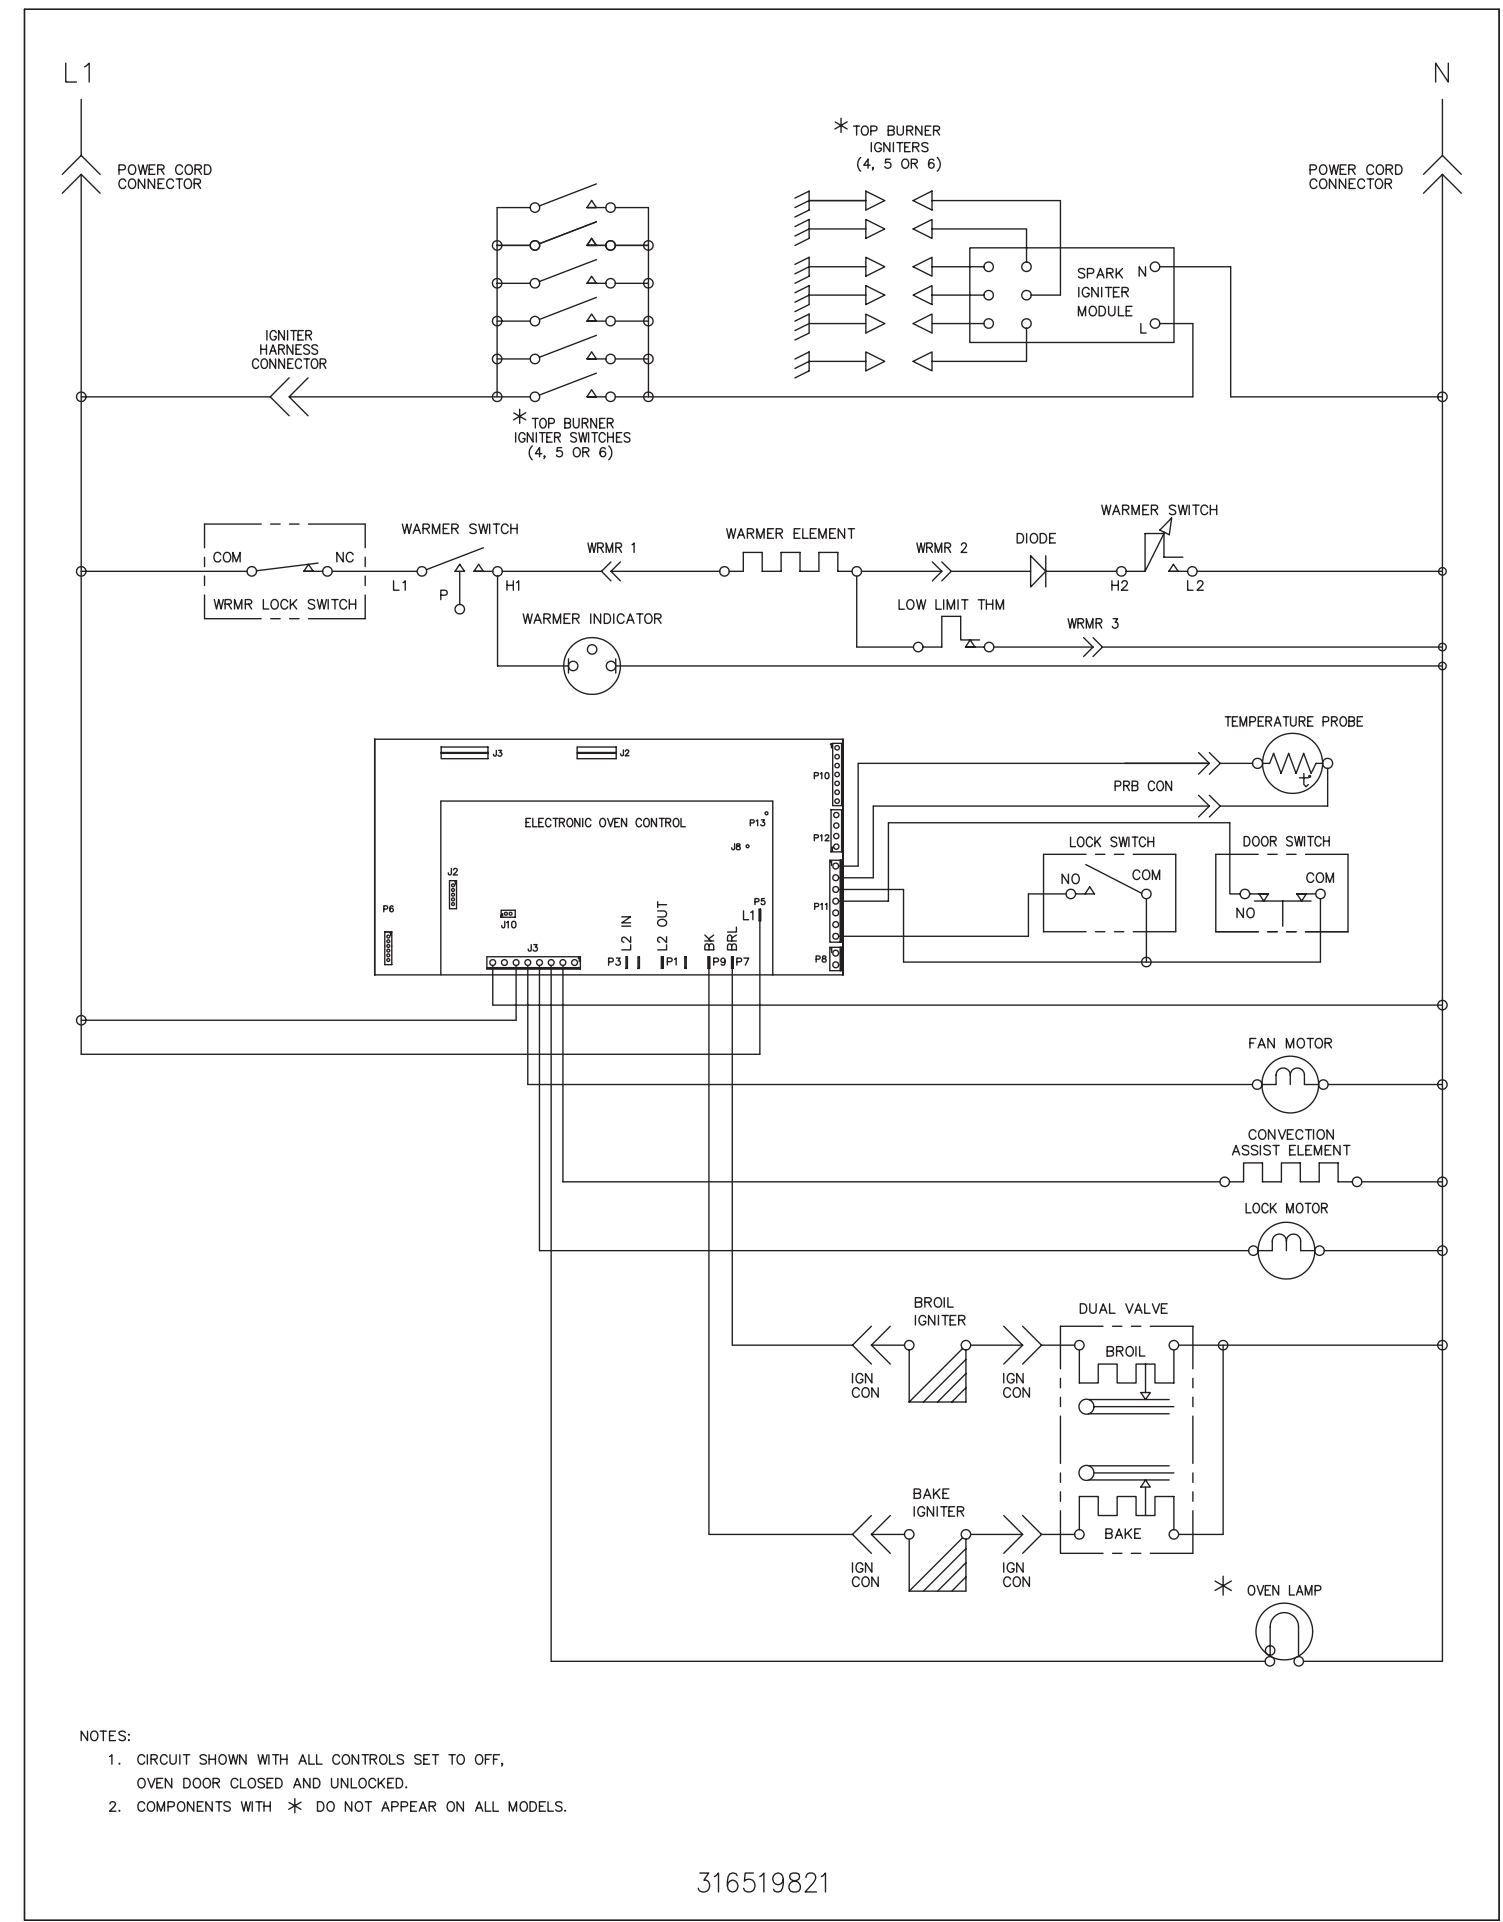 L1
N
POWER CORD
CONNECTOR
POWER CORD
CONNECTOR
* TOP BURNER
IGNITERS
(4, 5 OR 6)
SPARK
IGNITER
MODULE
N
L
IGNITER
HARNESS
CONNECTOR
* TOP BURNER
IGNITER SWITCHES
(4, 5 OR 6)
COM
NC
WRMR LOCK SWITCH
WARMER SWITCH
L1
P
H1
WRMR 1
WARMER ELEMENT
WRMR 2
DIODE
WARMER SWITCH
H2
L2
LOW LIMIT THM
WRMR 3
WARMER INDICATOR
TEMPERATURE PROBE
t°
PRB CON
J3
J2
P10
ELECTRONIC OVEN CONTROL
P13
P12
J8
LOCK SWITCH
NO
COM
DOOR SWITCH
COM
NO
J2
P6
J10
P5
L1
P11
J3
L2 IN
L2 OUT
BK
BRL
P3
P1
P9
P7
P8
FAN MOTOR
CONVECTION
ASSIST ELEMENT
LOCK MOTOR
BROIL
IGNITER
DUAL VALVE
BROIL
IGN
CON
IGN
CON
BAKE
IGNITER
BAKE
IGN
CON
IGN
CON
* OVEN LAMP
NOTES:
1. CIRCUIT SHOWN WITH ALL CONTROLS SET TO OFF,
OVEN DOOR CLOSED AND UNLOCKED.
2. COMPONENTS WITH * DO NOT APPEAR ON ALL MODELS.
316519821